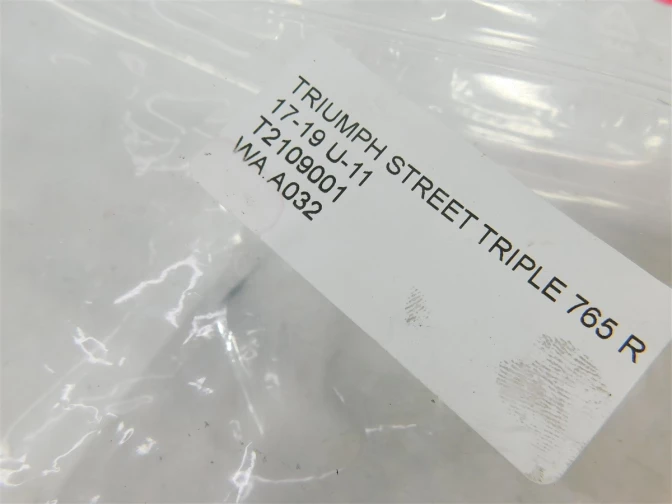 TRIUMPH STREET TRIPLE 765 R
17-19 U-11
T2109001
WA.A032